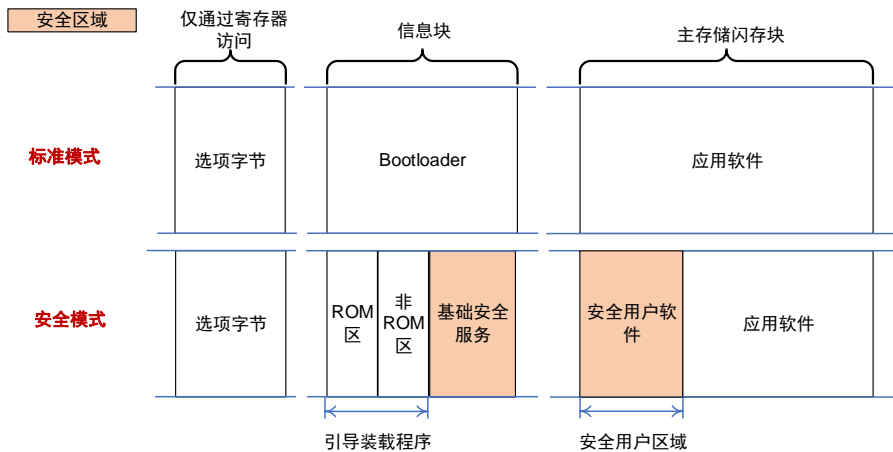 安全区域
仅通过寄存器
访问
信息块
主存储闪存块
标准模式
选项字节
Bootloader
应用软件
安全模式
选项字节
ROM
区
非
ROM
区
基础安全
服务
安全用户软
件
应用软件
引导装载程序
安全用户区域